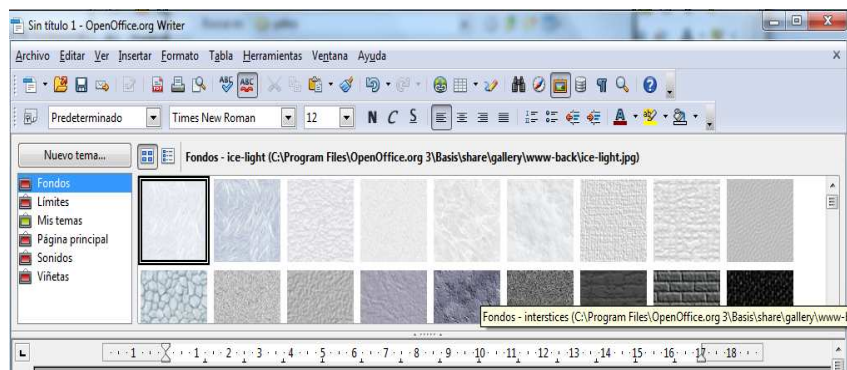 Sin título 1 - OpenOffice.org Writer
Archivo Editar Ver Insertar Formato Tabla Herramientas Ventana Ayuda
Predeterminado Times New Roman 12 N C S
Nuevo tema... Fondos - ice-light (C:\Program Files\OpenOffice.org 3\Basis\share\gallery\www-back\ice-light.jpg)
Fondos
Límites
Mis temas
Página principal
Sonidos
Viñetas
Fondos - interstices (C:\Program Files\OpenOffice.org 3\Basis\share\gallery\www-
1 1 2 3 4 5 6 7 8 9 10 11 12 13 14 15 16 17 18